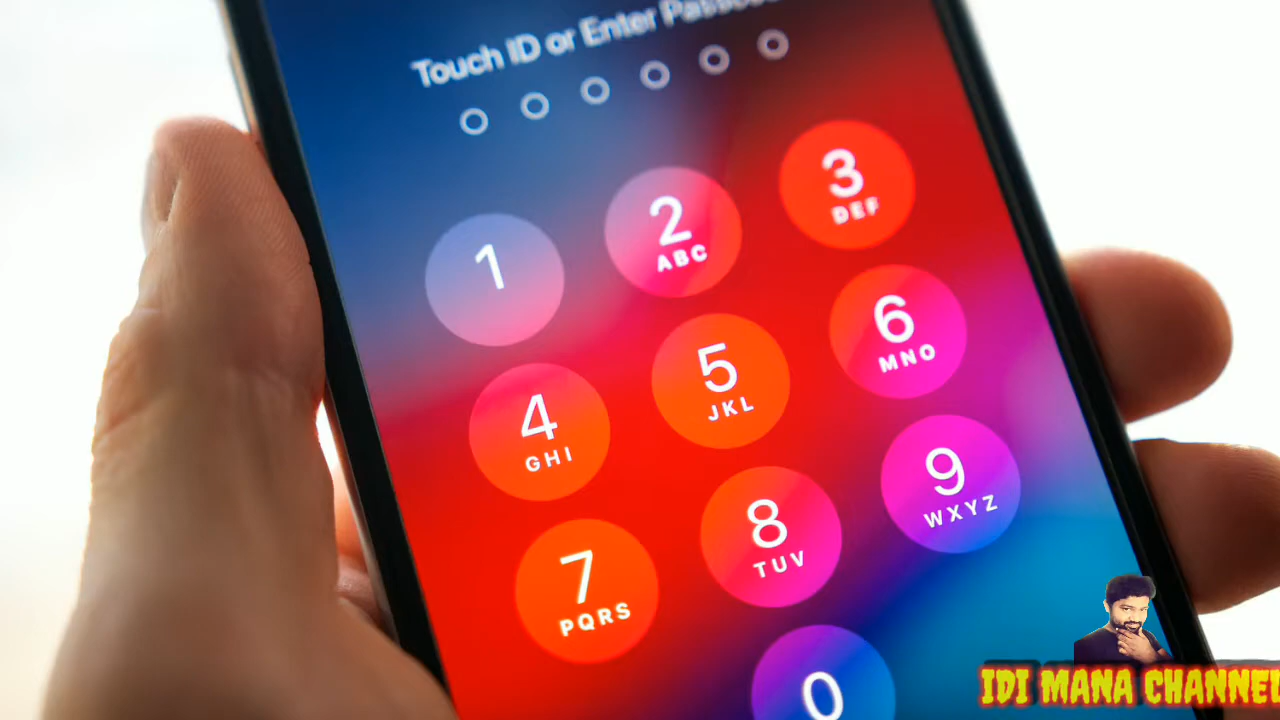 Touch ID or Enter
1
2
ABC
3
DEF
4
GHI
5
JKL
6
MNO
7
PQRS
8
TUV
9
WXYZ
0
IDI MANA CHANNEL